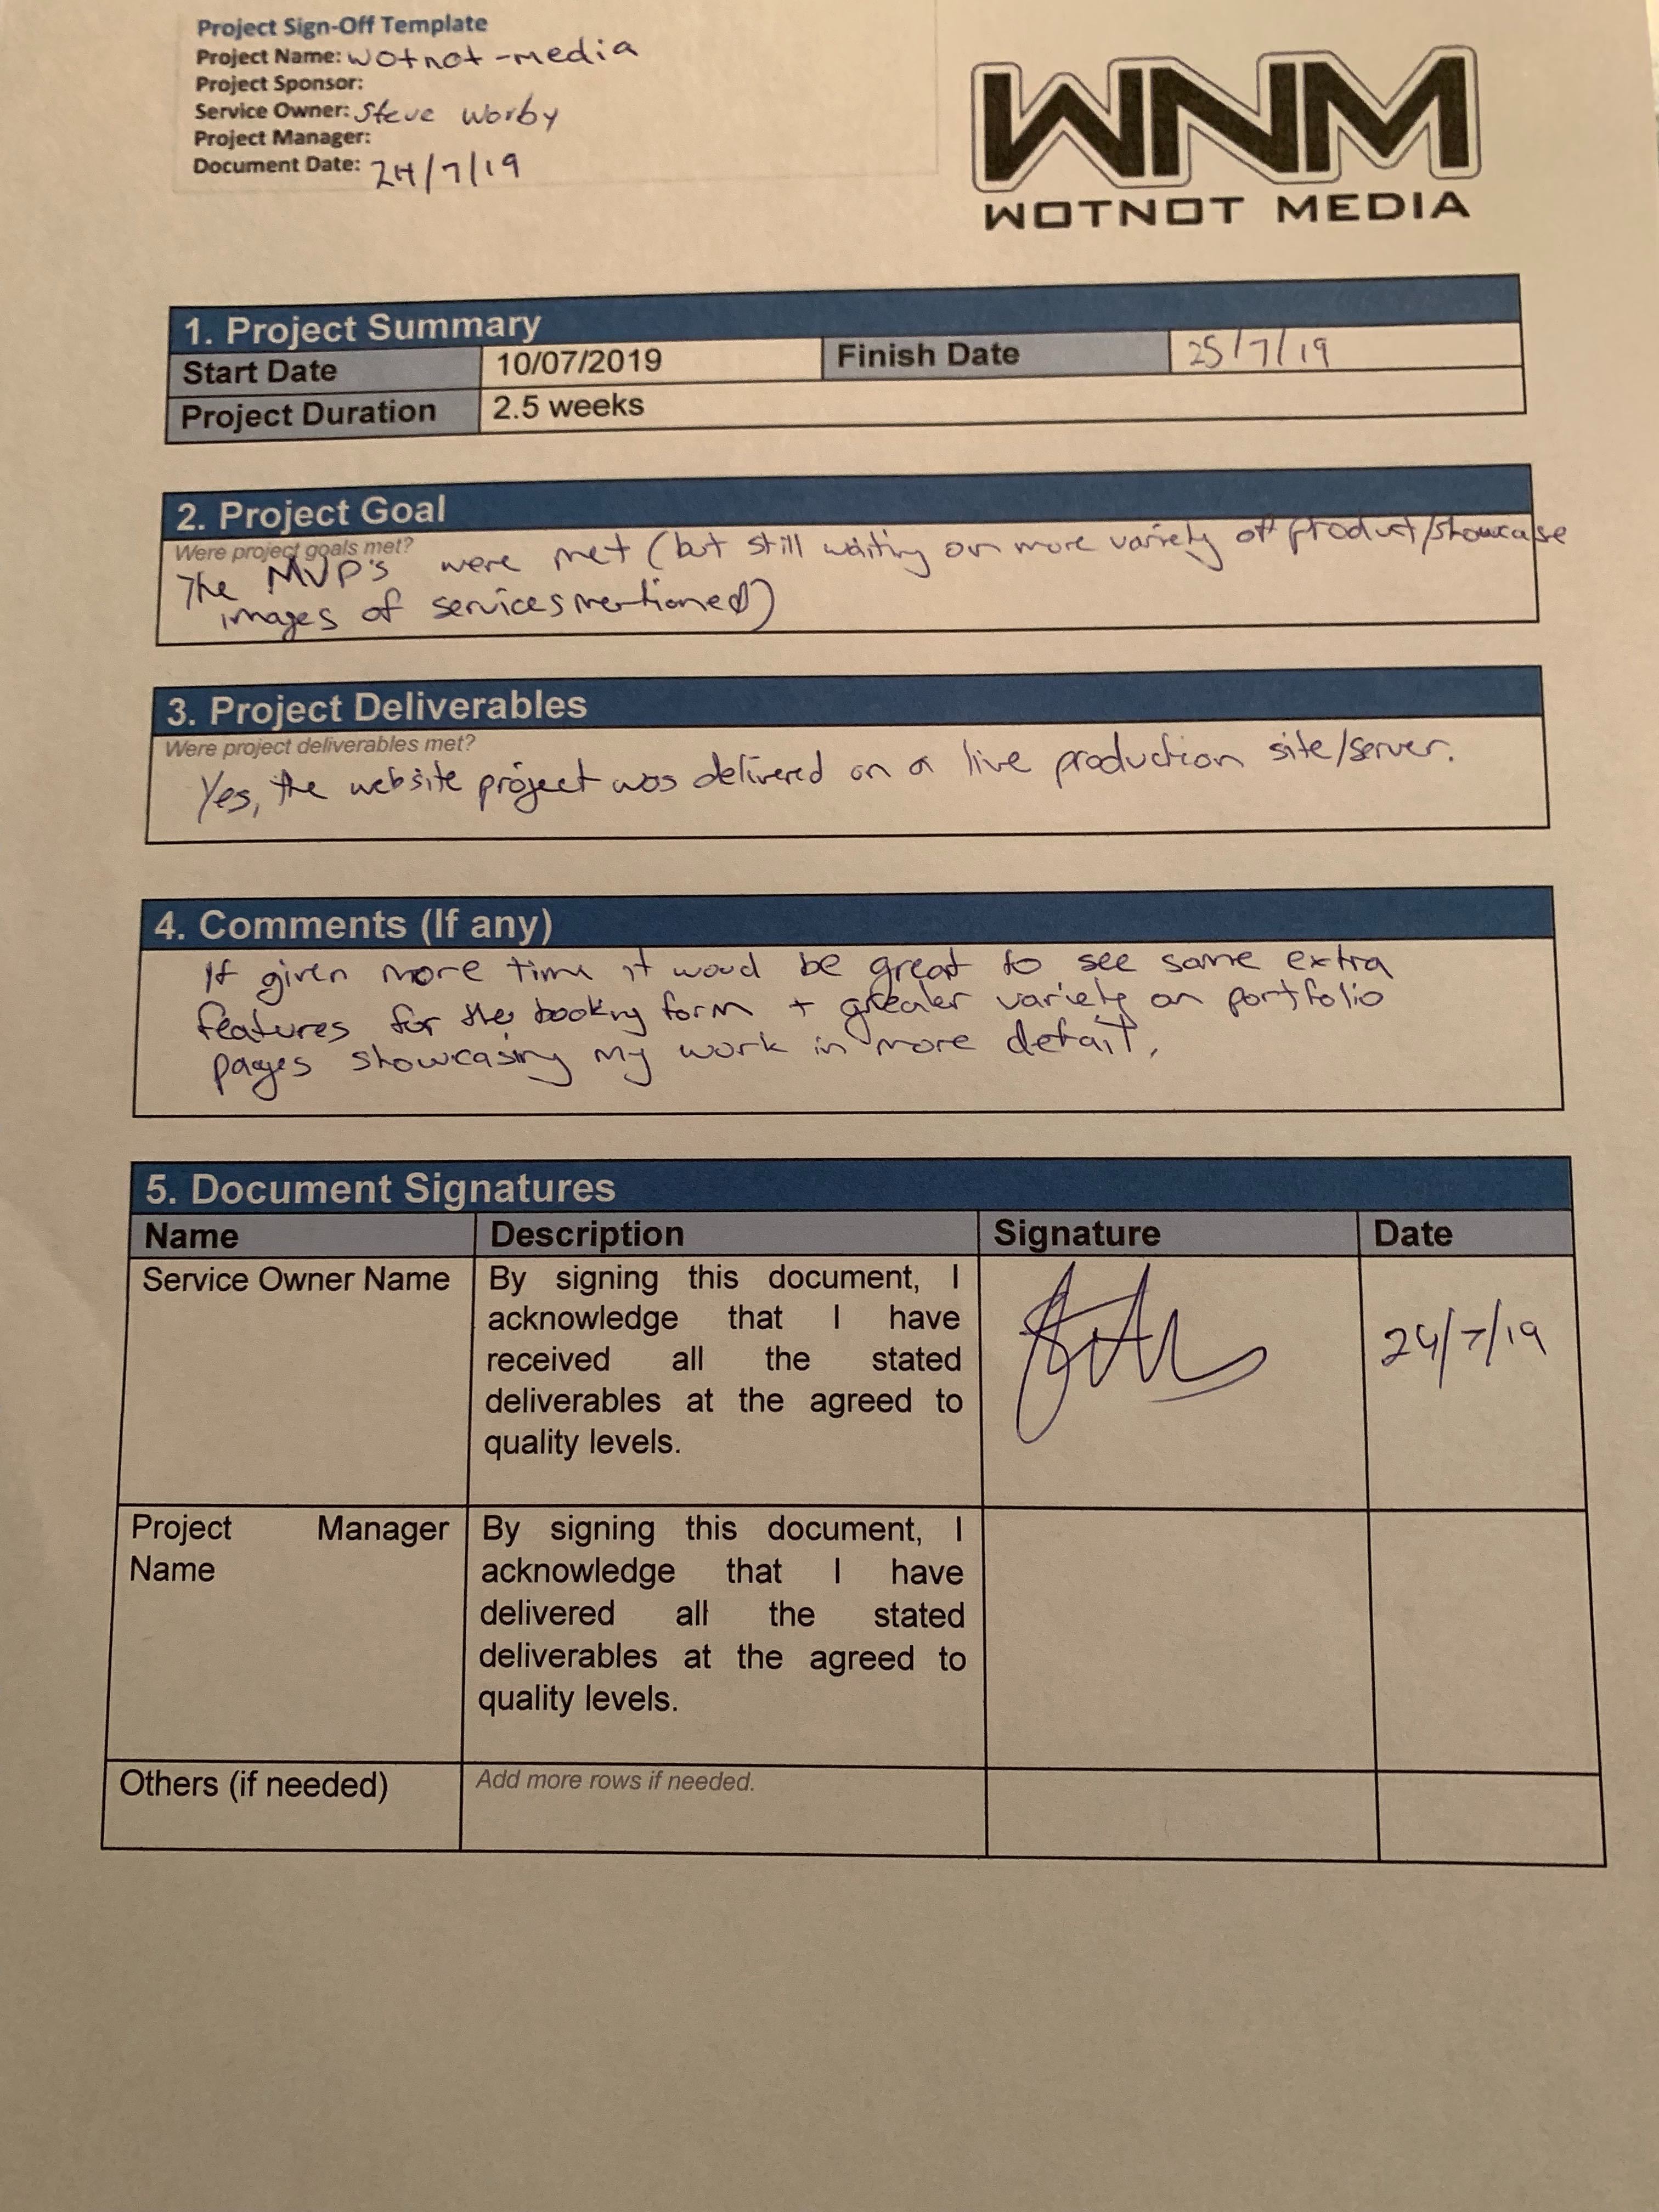 Project Sign-Off Template
Project Name: wotnot-media
Project Sponsor:
Service Owner: Steve Worby
Project Manager:
Document Date: 24/7/19
WNM
WOTNOT MEDIA
1. Project Summary
Start Date 10/07/2019 Finish Date 25/7/19
Project Duration 2.5 weeks
2. Project Goal
Were project goals met?
The MVP's were met (but still waiting on more variety of product/showcase
images of services mentioned)
3. Project Deliverables
Were project deliverables met?
Yes, the website project was delivered on a live production site/server.
4. Comments (If any)
If given more time it woud be great to see some extra
features for the booking form + greater variety on portfolio
pages showcasing my work in more detail.
5. Document Signatures
Name Description Signature Date
Service Owner Name By signing this document, I
acknowledge that I have
received all the stated
deliverables at the agreed to
quality levels.
24/7/19
Project Manager
Name
By signing this document, I
acknowledge that I have
delivered all the stated
deliverables at the agreed to
quality levels.
Others (if needed) Add more rows if needed.